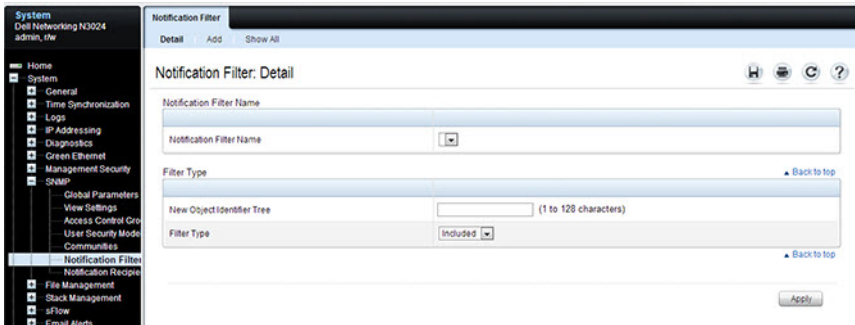 System
Dell Networking N3024
admin, r/w
Home
System
General
Time Synchronization
Logs
IP Addressing
Diagnostics
Green Ethernet
Management Security
SNMP
Global Parameters
View Settings
Access Control Gro
User Security Mode
Communities
Notification Filter
Notification Recipie
File Management
Stack Management
sFlow
Email Alerts
Notification Filter
Detail Add Show All
Notification Filter: Detail
Notification Filter Name
Notification Filter Name
Filter Type
Back to top
New Object Identifier Tree (1 to 128 characters)
Filter Type Included
Back to top
Apply